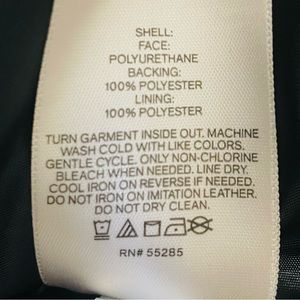 SHELL:
FACE:
POLYURETHANE
BACKING:
100% POLYESTER
LINING:
100% POLYESTER
TURN GARMENT INSIDE OUT. MACHINE
WASH COLD WITH LIKE COLORS.
GENTLE CYCLE. ONLY NON-CHLORINE
BLEACH WHEN NEEDED. LINE DRY.
COOL IRON ON REVERSE IF NEEDED.
DO NOT IRON ON IMITATION LEATHER.
DO NOT DRY CLEAN.
RN# 55285